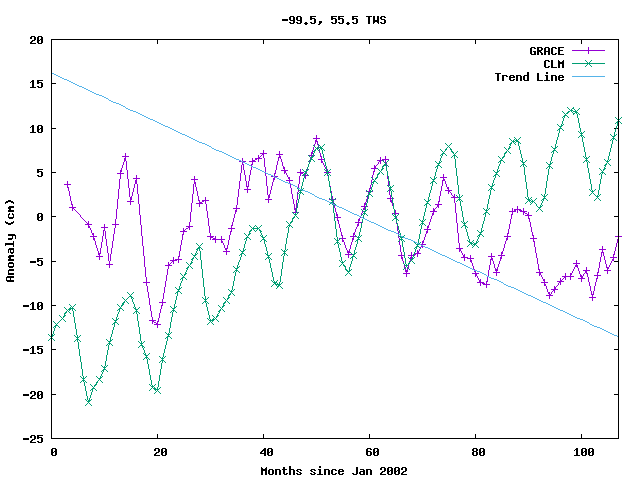 -99.5, 55.5 TWS
GRACE
CLM
Trend Line
20
15
10
5
0
-5
-10
-15
-20
-25
Anomaly (cm)
0 20 40 60 80 100
Months since Jan 2002